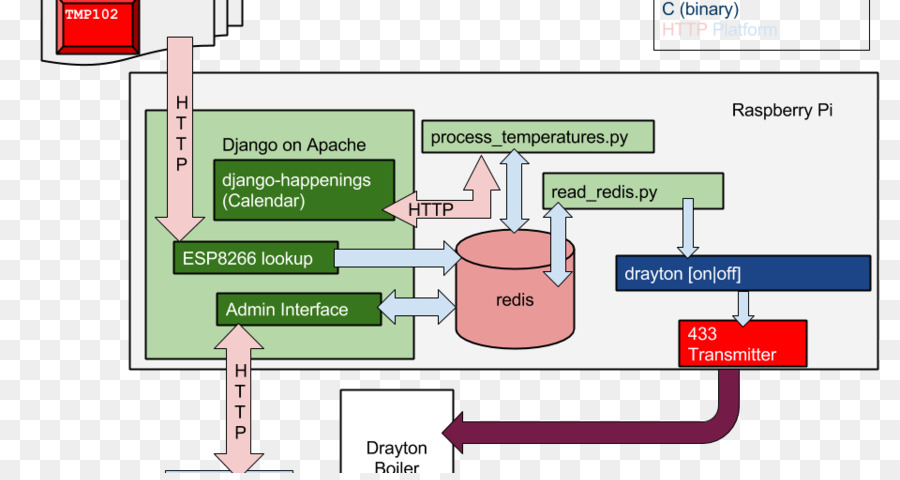 TMP102
C (binary)
HTTP Platform
Raspberry Pi
HTTP
Django on Apache
process_temperatures.py
django-happenings
(Calendar)
read_redis.py
HTTP
ESP8266 lookup
drayton [on|off]
redis
Admin Interface
433
Transmitter
HTTP
Drayton
Boiler